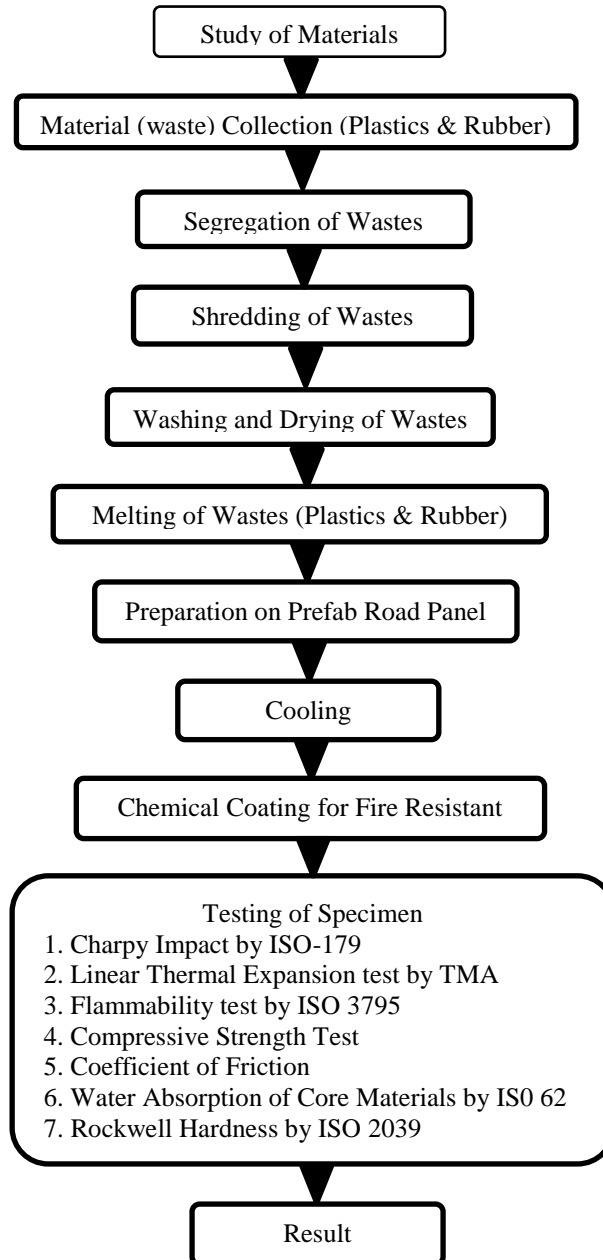 Study of Materials
Material (waste) Collection (Plastics & Rubber)
Segregation of Wastes
Shredding of Wastes
Washing and Drying of Wastes
Melting of Wastes (Plastics & Rubber)
Preparation on Prefab Road Panel
Cooling
Chemical Coating for Fire Resistant
Testing of Specimen
1. Charpy Impact by ISO-179
2. Linear Thermal Expansion test by TMA
3. Flammability test by ISO 3795
4. Compressive Strength Test
5. Coefficient of Friction
6. Water Absorption of Core Materials by IS0 62
7. Rockwell Hardness by ISO 2039
Result